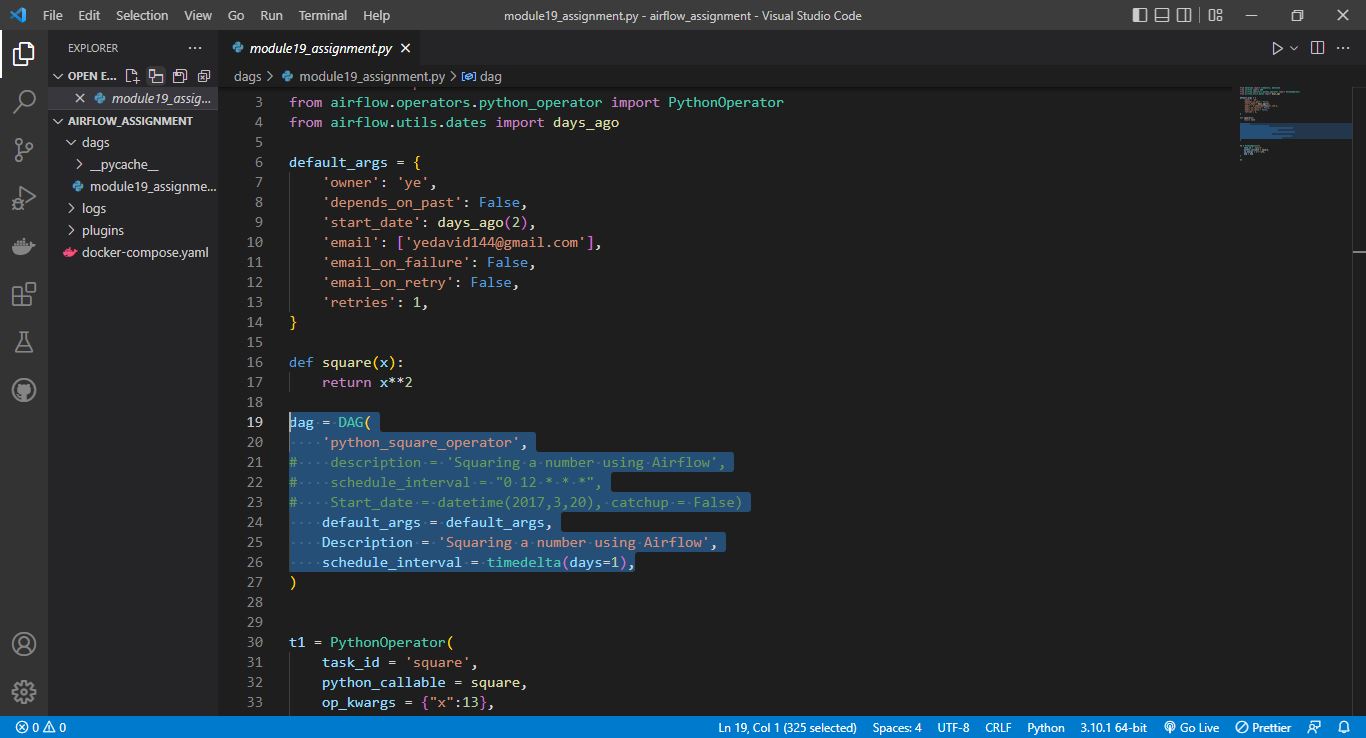 File Edit Selection View Go Run Terminal Help module19_assignment.py - airflow_assignment - Visual Studio Code
EXPLORER
OPEN E...
module19_assig...
AIRFLOW_ASSIGNMENT
dags
__pycache__
module19_assignme...
logs
plugins
docker-compose.yaml
module19_assignment.py
dags > module19_assignment.py > dag
3 from airflow.operators.python_operator import PythonOperator
4 from airflow.utils.dates import days_ago
5
6 default_args = {
7 'owner': 'ye',
8 'depends_on_past': False,
9 'start_date': days_ago(2),
10 'email': ['yedavid144@gmail.com'],
11 'email_on_failure': False,
12 'email_on_retry': False,
13 'retries': 1,
14 }
15
16 def square(x):
17 return x**2
18
19 dag = DAG(
20 'python_square_operator',
21 # description = 'Squaring a number using Airflow',
22 # schedule_interval = "0 12 * * *",
23 # Start_date = datetime(2017,3,20), catchup = False)
24 default_args = default_args,
25 Description = 'Squaring a number using Airflow',
26 schedule_interval = timedelta(days=1),
27 )
28
29
30 t1 = PythonOperator(
31 task_id = 'square',
32 python_callable = square,
33 op_kwargs = {"x":13},
0 0 Ln 19, Col 1 (325 selected) Spaces: 4 UTF-8 CRLF Python 3.10.1 64-bit Go Live Prettier